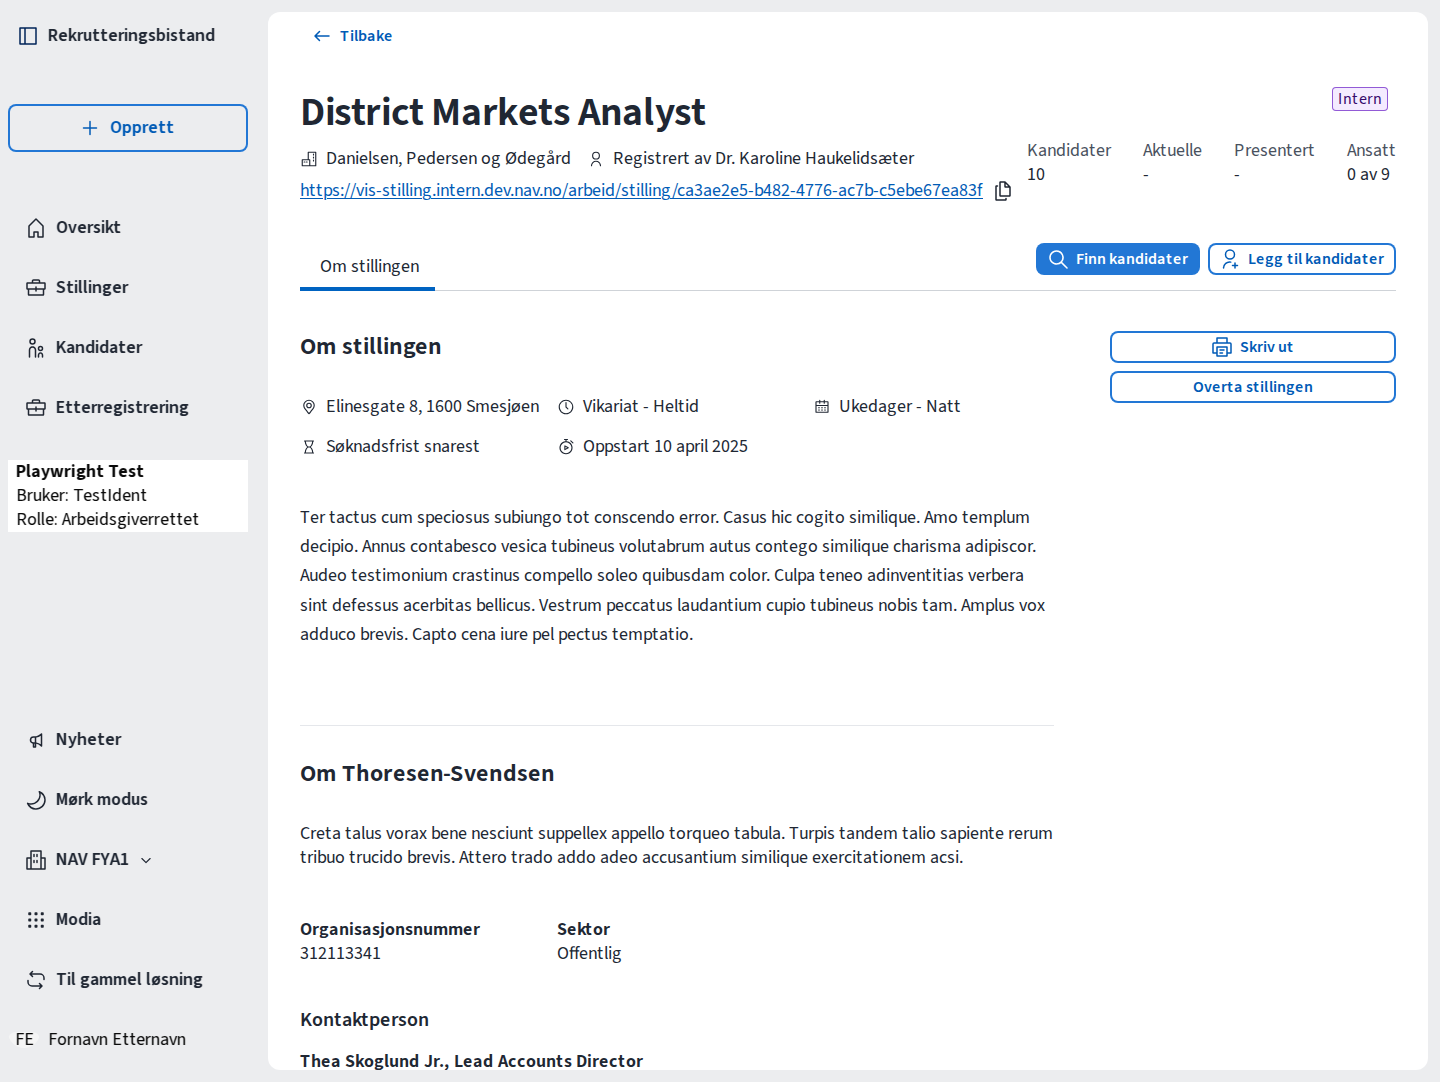 Rekrutteringsbistand
Opprett
Oversikt
Stillinger
Kandidater
Etterregistrering
Playwright Test
Bruker: TestIdent
Rolle: Arbeidsgiverrettet
Nyheter
Mørk modus
NAV FYA1
Modia
Til gammel løsning
FE Fornavn Etternavn
Tilbake
District Markets Analyst
Intern
Danielsen, Pedersen og Ødegård Registrert av Dr. Karoline Haukelidsæter
https://vis-stilling.intern.dev.nav.no/arbeid/stilling/ca3ae2e5-b482-4776-ac7b-c5ebe67ea83f
Kandidater Aktuelle Presentert Ansatt
10 - - 0 av 9
Om stillingen
Finn kandidater Legg til kandidater
Om stillingen
Skriv ut
Overta stillingen
Elinesgate 8, 1600 Smesjøen Vikariat - Heltid Ukedager - Natt
Søknadsfrist snarest Oppstart 10 april 2025
Ter tactus cum speciosus subiungo tot conscendo error. Casus hic cogito similique. Amo templum
decipio. Annus contabesco vesica tubineus volutabrum autus contego similique charisma adipiscor.
Audeo testimonium crastinus compello soleo quibusdam color. Culpa teneo adinventitias verbera
sint defessus acerbitas bellicus. Vestrum peccatus laudantium cupio tubineus nobis tam. Amplus vox
adduco brevis. Capto cena iure pel pectus temptatio.
Om Thoresen-Svendsen
Creta talus vorax bene nesciunt suppellex appello torqueo tabula. Turpis tandem talio sapiente rerum
tribuo trucido brevis. Attero trado addo adeo accusantium similique exercitationem acsi.
Organisasjonsnummer Sektor
312113341 Offentlig
Kontaktperson
Thea Skoglund Jr., Lead Accounts Director